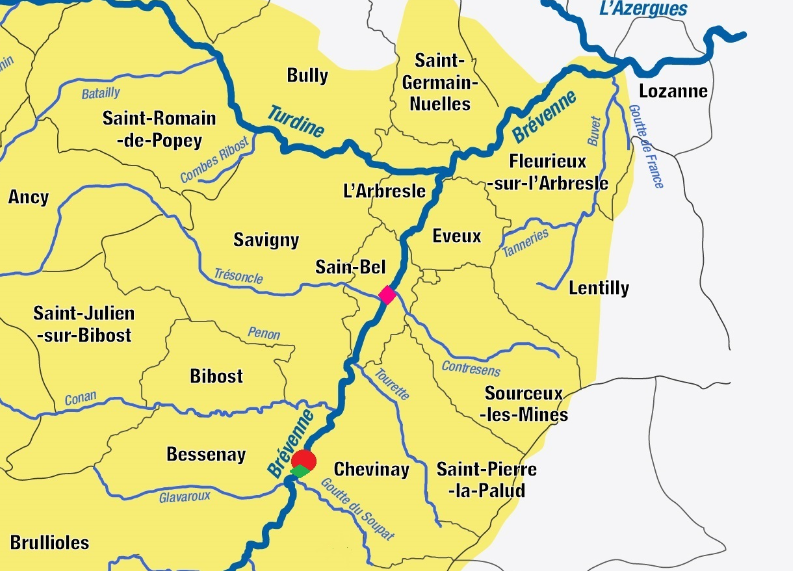 L'Azergues
nin
Bully
Saint-
Germain-
Nuelles
Batailly
Lozanne
Saint-Romain
-de-Popey
Turdine
Brévenne
Buvet
Goutte de France
Combes Ribost
Fleurieux
-sur-l'Arbresle
L'Arbresle
Ancy
Savigny
Eveux
Tanneries
Sain-Bel
Trésoncle
Lentilly
Saint-Julien
-sur-Bibost
Penon
Contresens
Bibost
Tourette
Conan
Sourceux
-les-Mines
Brévenne
Bessenay
Chevinay
Saint-Pierre
-la-Palud
Glavaroux
Goutte du Soupat
Brullioles